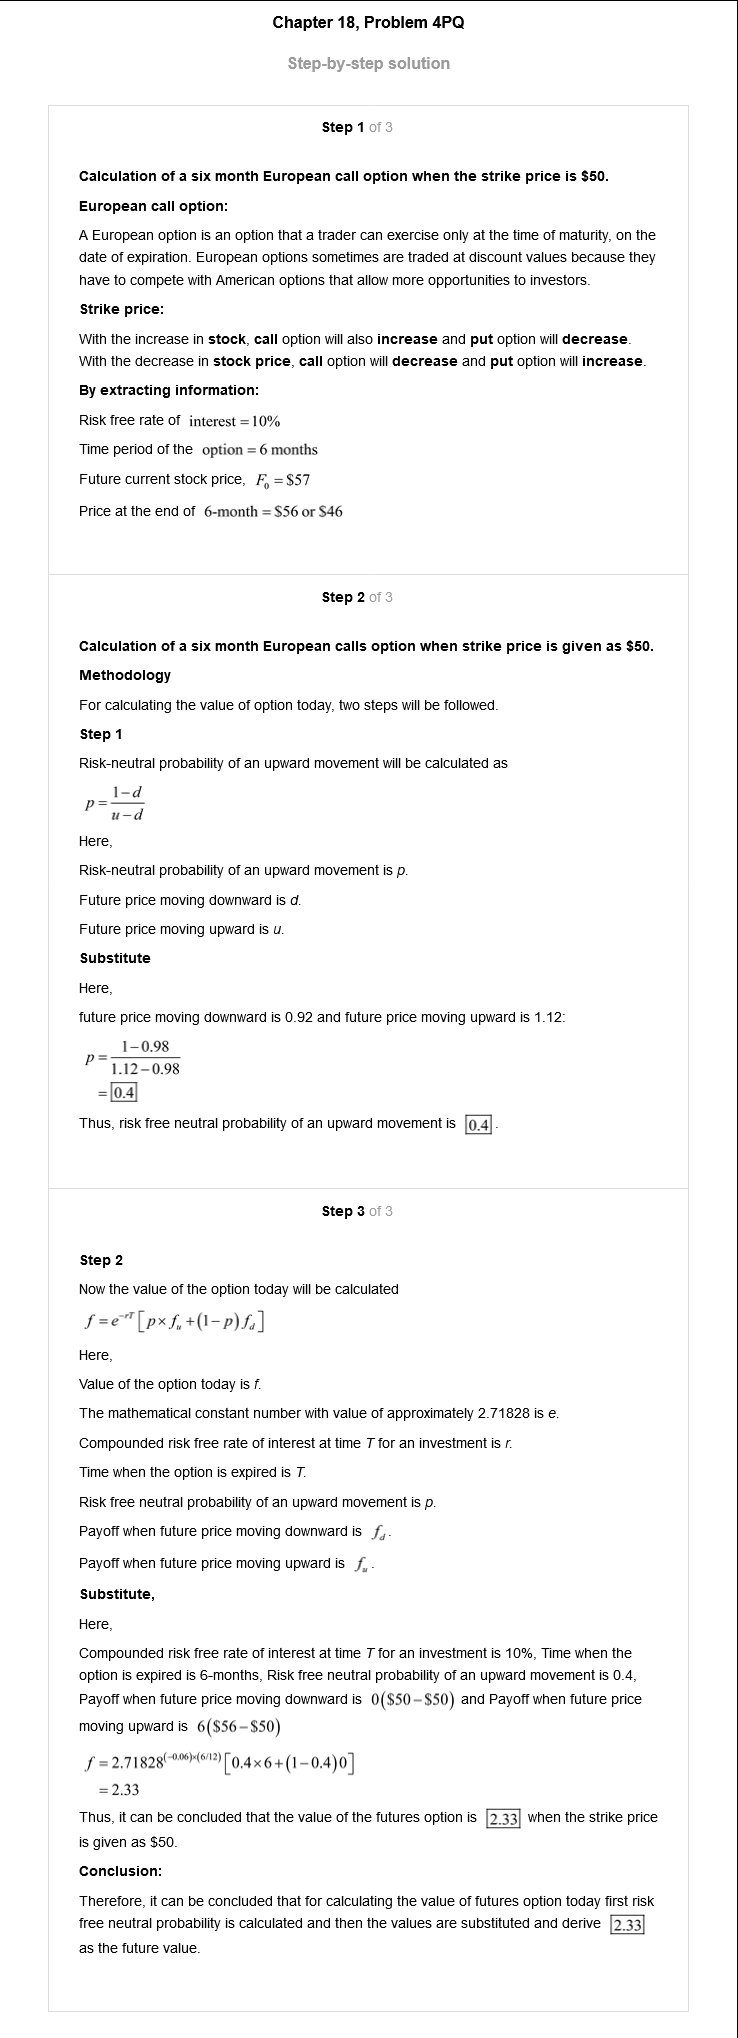 Chapter 18, Problem 4PQ
Step-by-step solution
Step 1 of 3
Calculation of a six month European call option when the strike price is $50.
European call option:
A European option is an option that a trader can exercise only at the time of maturity, on the
date of expiration. European options sometimes are traded at discount values because they
have to compete with American options that allow more opportunities to investors.
Strike price:
With the increase in stock, call option will also increase and put option will decrease.
With the decrease in stock price, call option will decrease and put option will increase.
By extracting information:
Risk free rate of interest = 10%
Time period of the option = 6 months
Future current stock price, F₀ = $57
Price at the end of 6-month = $56 or $46
Step 2 of 3
Calculation of a six month European calls option when strike price is given as $50.
Methodology
For calculating the value of option today, two steps will be followed.
Step 1
Risk-neutral probability of an upward movement will be calculated as
p = (1-d)/(u-d)
Here,
Risk-neutral probability of an upward movement is p.
Future price moving downward is d.
Future price moving upward is u.
Substitute
Here,
future price moving downward is 0.92 and future price moving upward is 1.12:
p = (1-0.98)/(1.12-0.98)
= 0.4
Thus, risk free neutral probability of an upward movement is 0.4.
Step 3 of 3
Step 2
Now the value of the option today will be calculated
f = e^(-rT) [p × f_u + (1-p) f_d]
Here,
Value of the option today is f.
The mathematical constant number with value of approximately 2.71828 is e.
Compounded risk free rate of interest at time T for an investment is r.
Time when the option is expired is T.
Risk free neutral probability of an upward movement is p.
Payoff when future price moving downward is f_d.
Payoff when future price moving upward is f_u.
Substitute,
Here,
Compounded risk free rate of interest at time T for an investment is 10%, Time when the
option is expired is 6-months, Risk free neutral probability of an upward movement is 0.4,
Payoff when future price moving downward is 0($50-$50) and Payoff when future price
moving upward is 6($56-$50)
f = 2.71828^((-0.06)×(6/12)) [0.4×6+(1-0.4)0]
= 2.33
Thus, it can be concluded that the value of the futures option is 2.33 when the strike price
is given as $50.
Conclusion:
Therefore, it can be concluded that for calculating the value of futures option today first risk
free neutral probability is calculated and then the values are substituted and derive 2.33
as the future value.